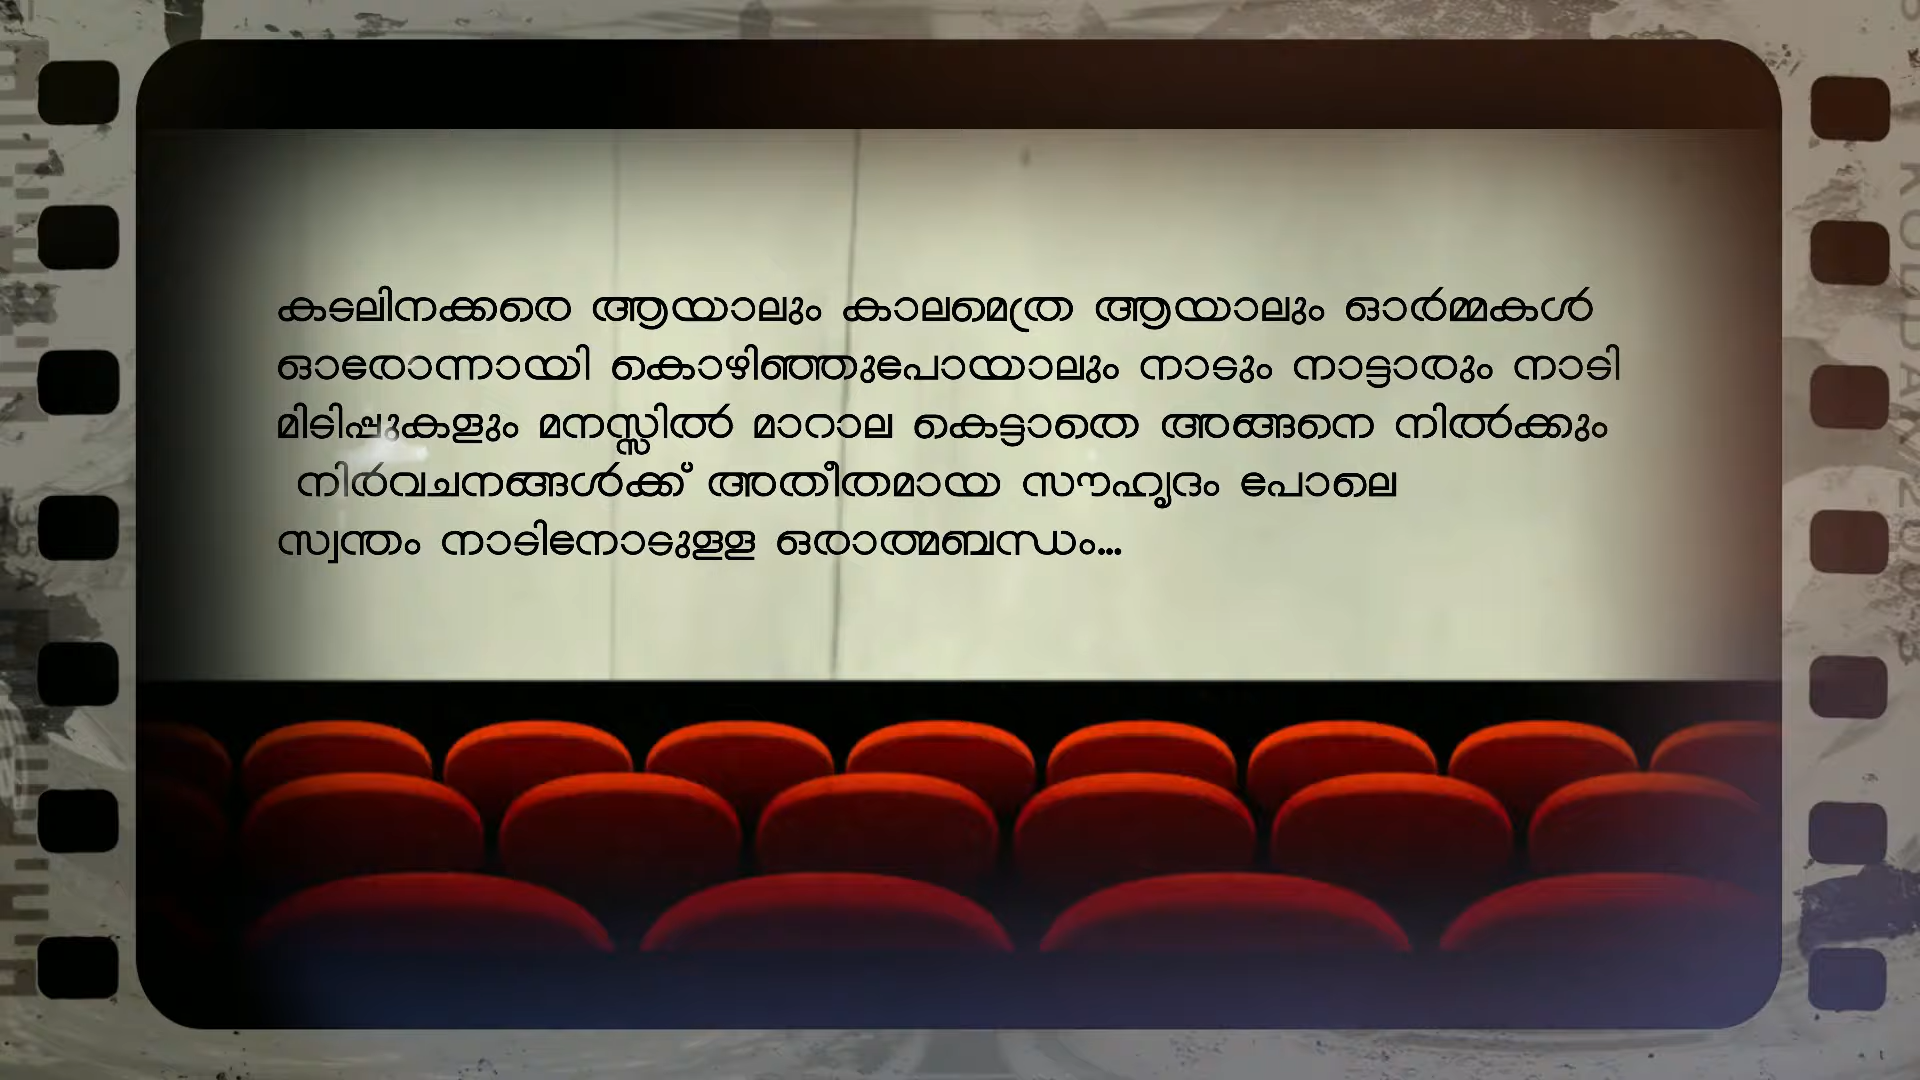 കടലിനക്കരെ ആയാലും കാലമെത്ര ആയാലും ഓർമ്മകൾ
ഓരോന്നായി കൊഴിഞ്ഞുപോയാലും നാടും നാട്ടാരും നാടി
മിടിപ്പുകളും മനസ്സിൽ മാറാല കെട്ടാതെ അങ്ങനെ നിൽക്കും
നിർവചനങ്ങൾക്ക് അതീതമായ സൗഹൃദം പോലെ
സ്വന്തം നാടിനോടുളള ഒരാത്മബന്ധം...